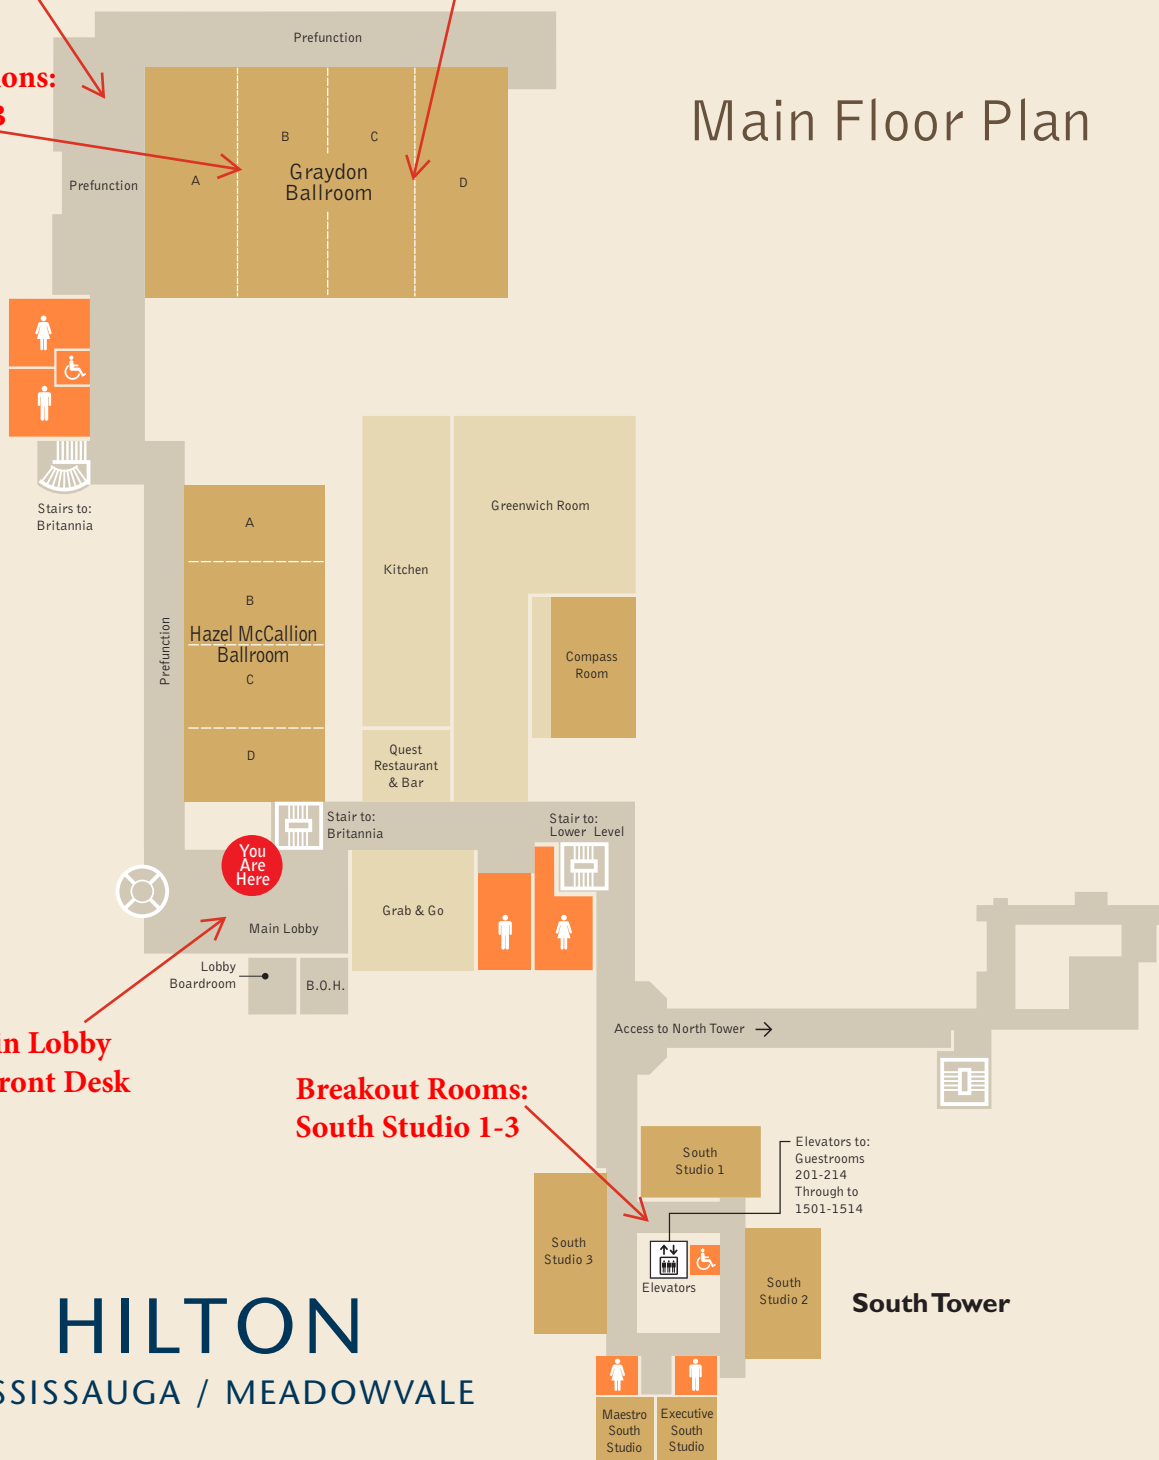 Prefunction
Main Floor Plan
B
C
Graydon
Ballroom
A
D
Prefunction
Stairs to:
Britannia
A
B
Hazel McCallion
Ballroom
C
D
Prefunction
Kitchen
Greenwich Room
Compass
Room
Quest
Restaurant
& Bar
Stair to:
Britannia
Stair to:
Lower Level
You
Are
Here
Grab & Go
Main Lobby
Lobby
Boardroom
B.O.H.
Access to North Tower
Lobby
Desk
Breakout Rooms:
South Studio 1-3
South
Studio 1
Elevators to:
Guestrooms
201-214
Through to
1501-1514
South
Studio 3
Elevators
South
Studio 2
South Tower
HILTON
MEADOWVALE
Maestro
South
Studio
Executive
South
Studio